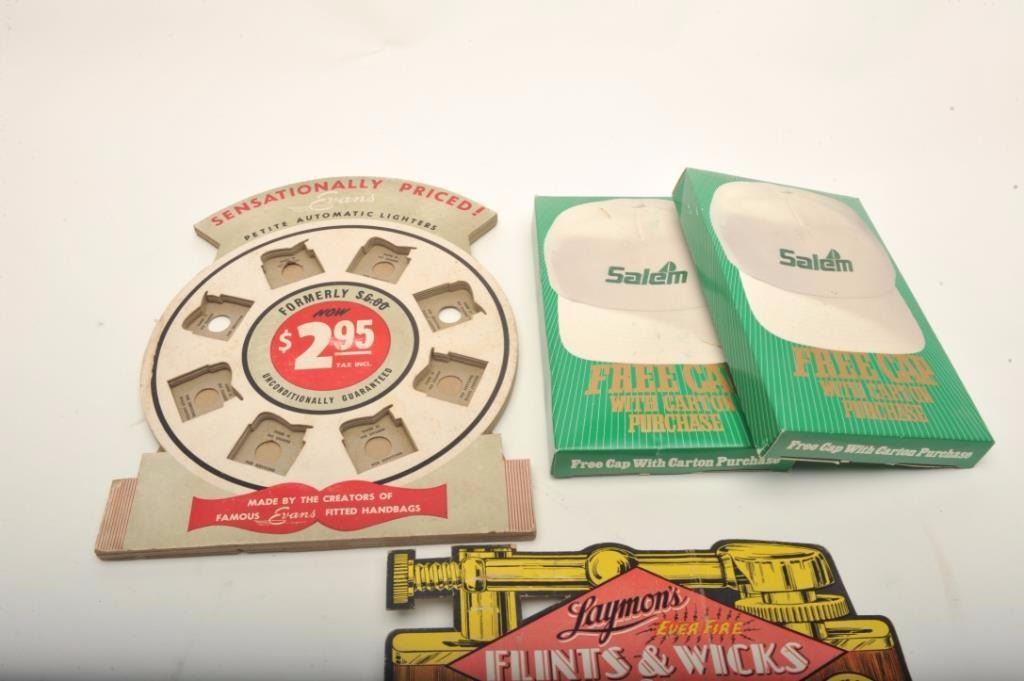 SENSATIONALLY PRICED!
Evans
PETITE AUTOMATIC LIGHTERS
FORMERLY $6.00
NOW
$2.95
TAX INCL.
UNCONDITIONALLY GUARANTEED
MADE BY THE CREATORS OF
FAMOUS Evans FITTED HANDBAGS
Salem
FREE CA
WITH CARTON
PURCHASE
Free Cap With Carton Purchase
Salem
FREE CAP
WITH CARTON
PURCHASE
Free Cap With Carton Purchase
Laymon's
EVER FIRE
FLINTS & WICKS